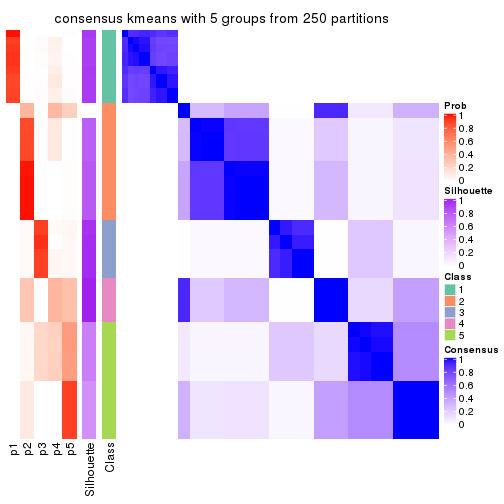 consensus kmeans with 5 groups from 250 partitions
Prob
1
0.8
0.6
0.4
0.2
0
Silhouette
1
0.8
0.6
0.4
0.2
0
Class
1
2
3
4
5
Consensus
1
0.8
0.6
0.4
0.2
0
p1
p2
p3
p4
p5
Silhouette
Class